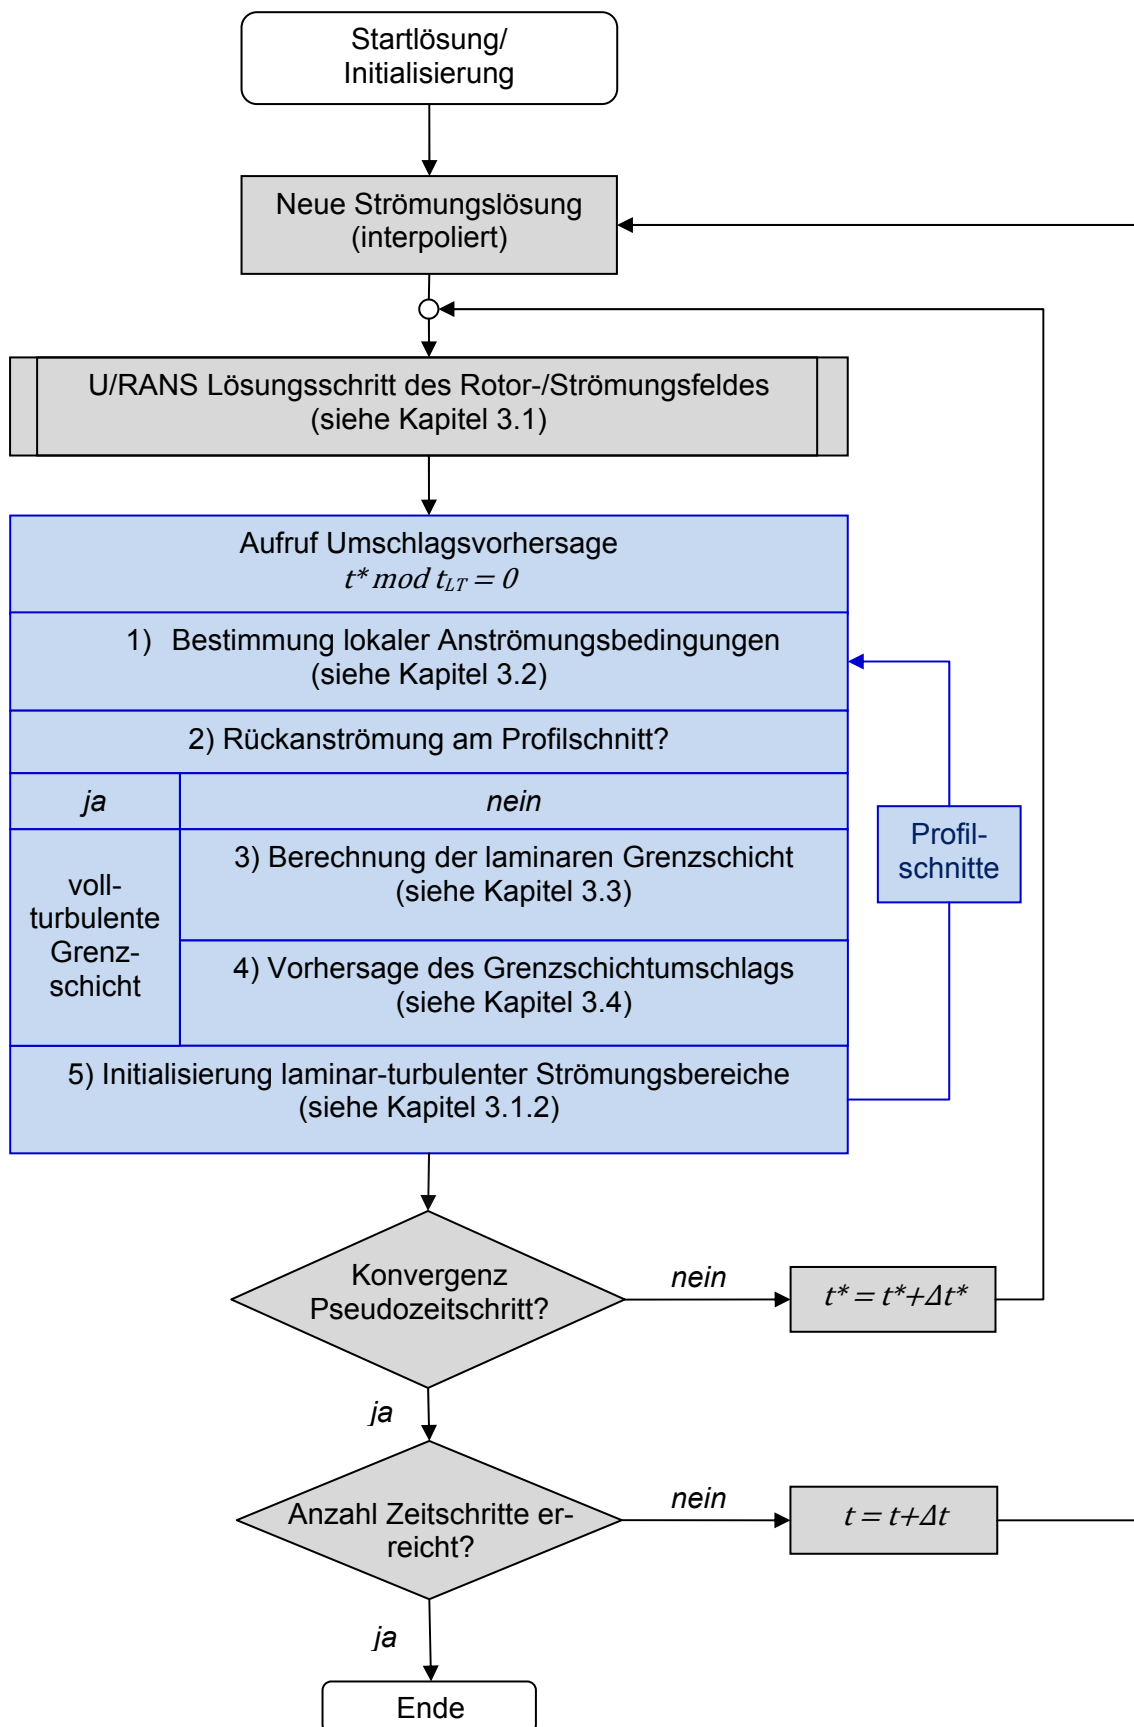 Startlösung/
Initialisierung
Neue Strömungslösung
(interpoliert)
U/RANS Lösungsschritt des Rotor-/Strömungsfeldes
(siehe Kapitel 3.1)
Aufruf Umschlagsvorhersage
t* mod t_LT = 0
1) Bestimmung lokaler Anströmungsbedingungen
(siehe Kapitel 3.2)
2) Rückanströmung am Profilschnitt?
ja
nein
voll-
turbulente
Grenz-
schicht
3) Berechnung der laminaren Grenzschicht
(siehe Kapitel 3.3)
4) Vorhersage des Grenzschichtumschlags
(siehe Kapitel 3.4)
Profil-
schnitte
5) Initialisierung laminar-turbulenter Strömungsbereiche
(siehe Kapitel 3.1.2)
Konvergenz
Pseudozeitschritt?
nein
t* = t*+Δt*
ja
Anzahl Zeitschritte er-
reicht?
nein
t = t+Δt
ja
Ende